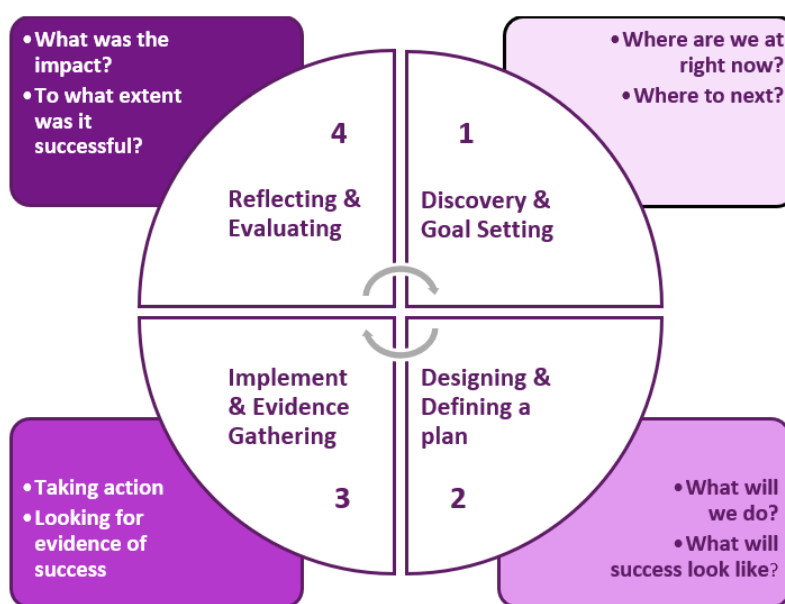 • What was the
impact?
• To what extent
was it
successful?
4
Reflecting &
Evaluating
• Where are we at
right now?
• Where to next?
1
Discovery &
Goal Setting
Designing &
Defining a
plan
2
• What will
we do?
• What will
success look like?
Implement
& Evidence
Gathering
3
• Taking action
• Looking for
evidence of
success